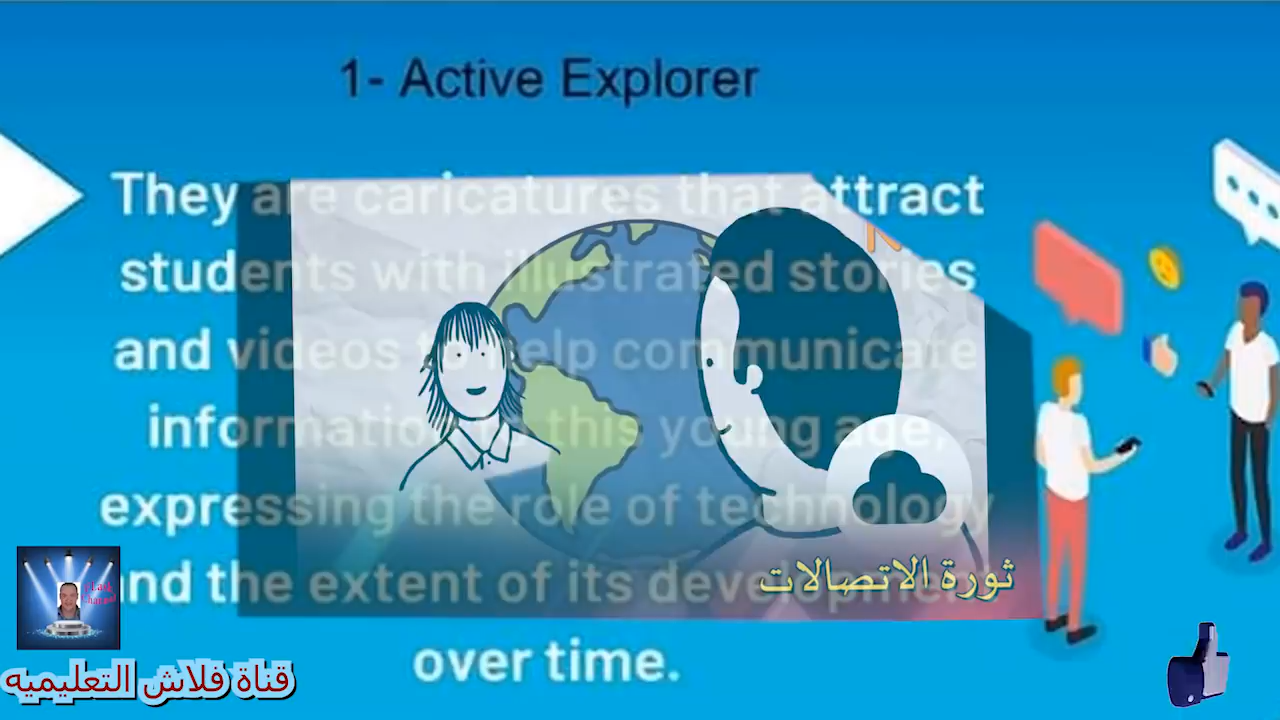 1- Active Explorer
They are caricatures that attract
students with illustrated stories
and videos to help communicate
information this young age,
expressing the role of technology
and the extent of its development
over time.
ثورة الاتصالات
Flash
Channel
قناة فلاش التعليميه